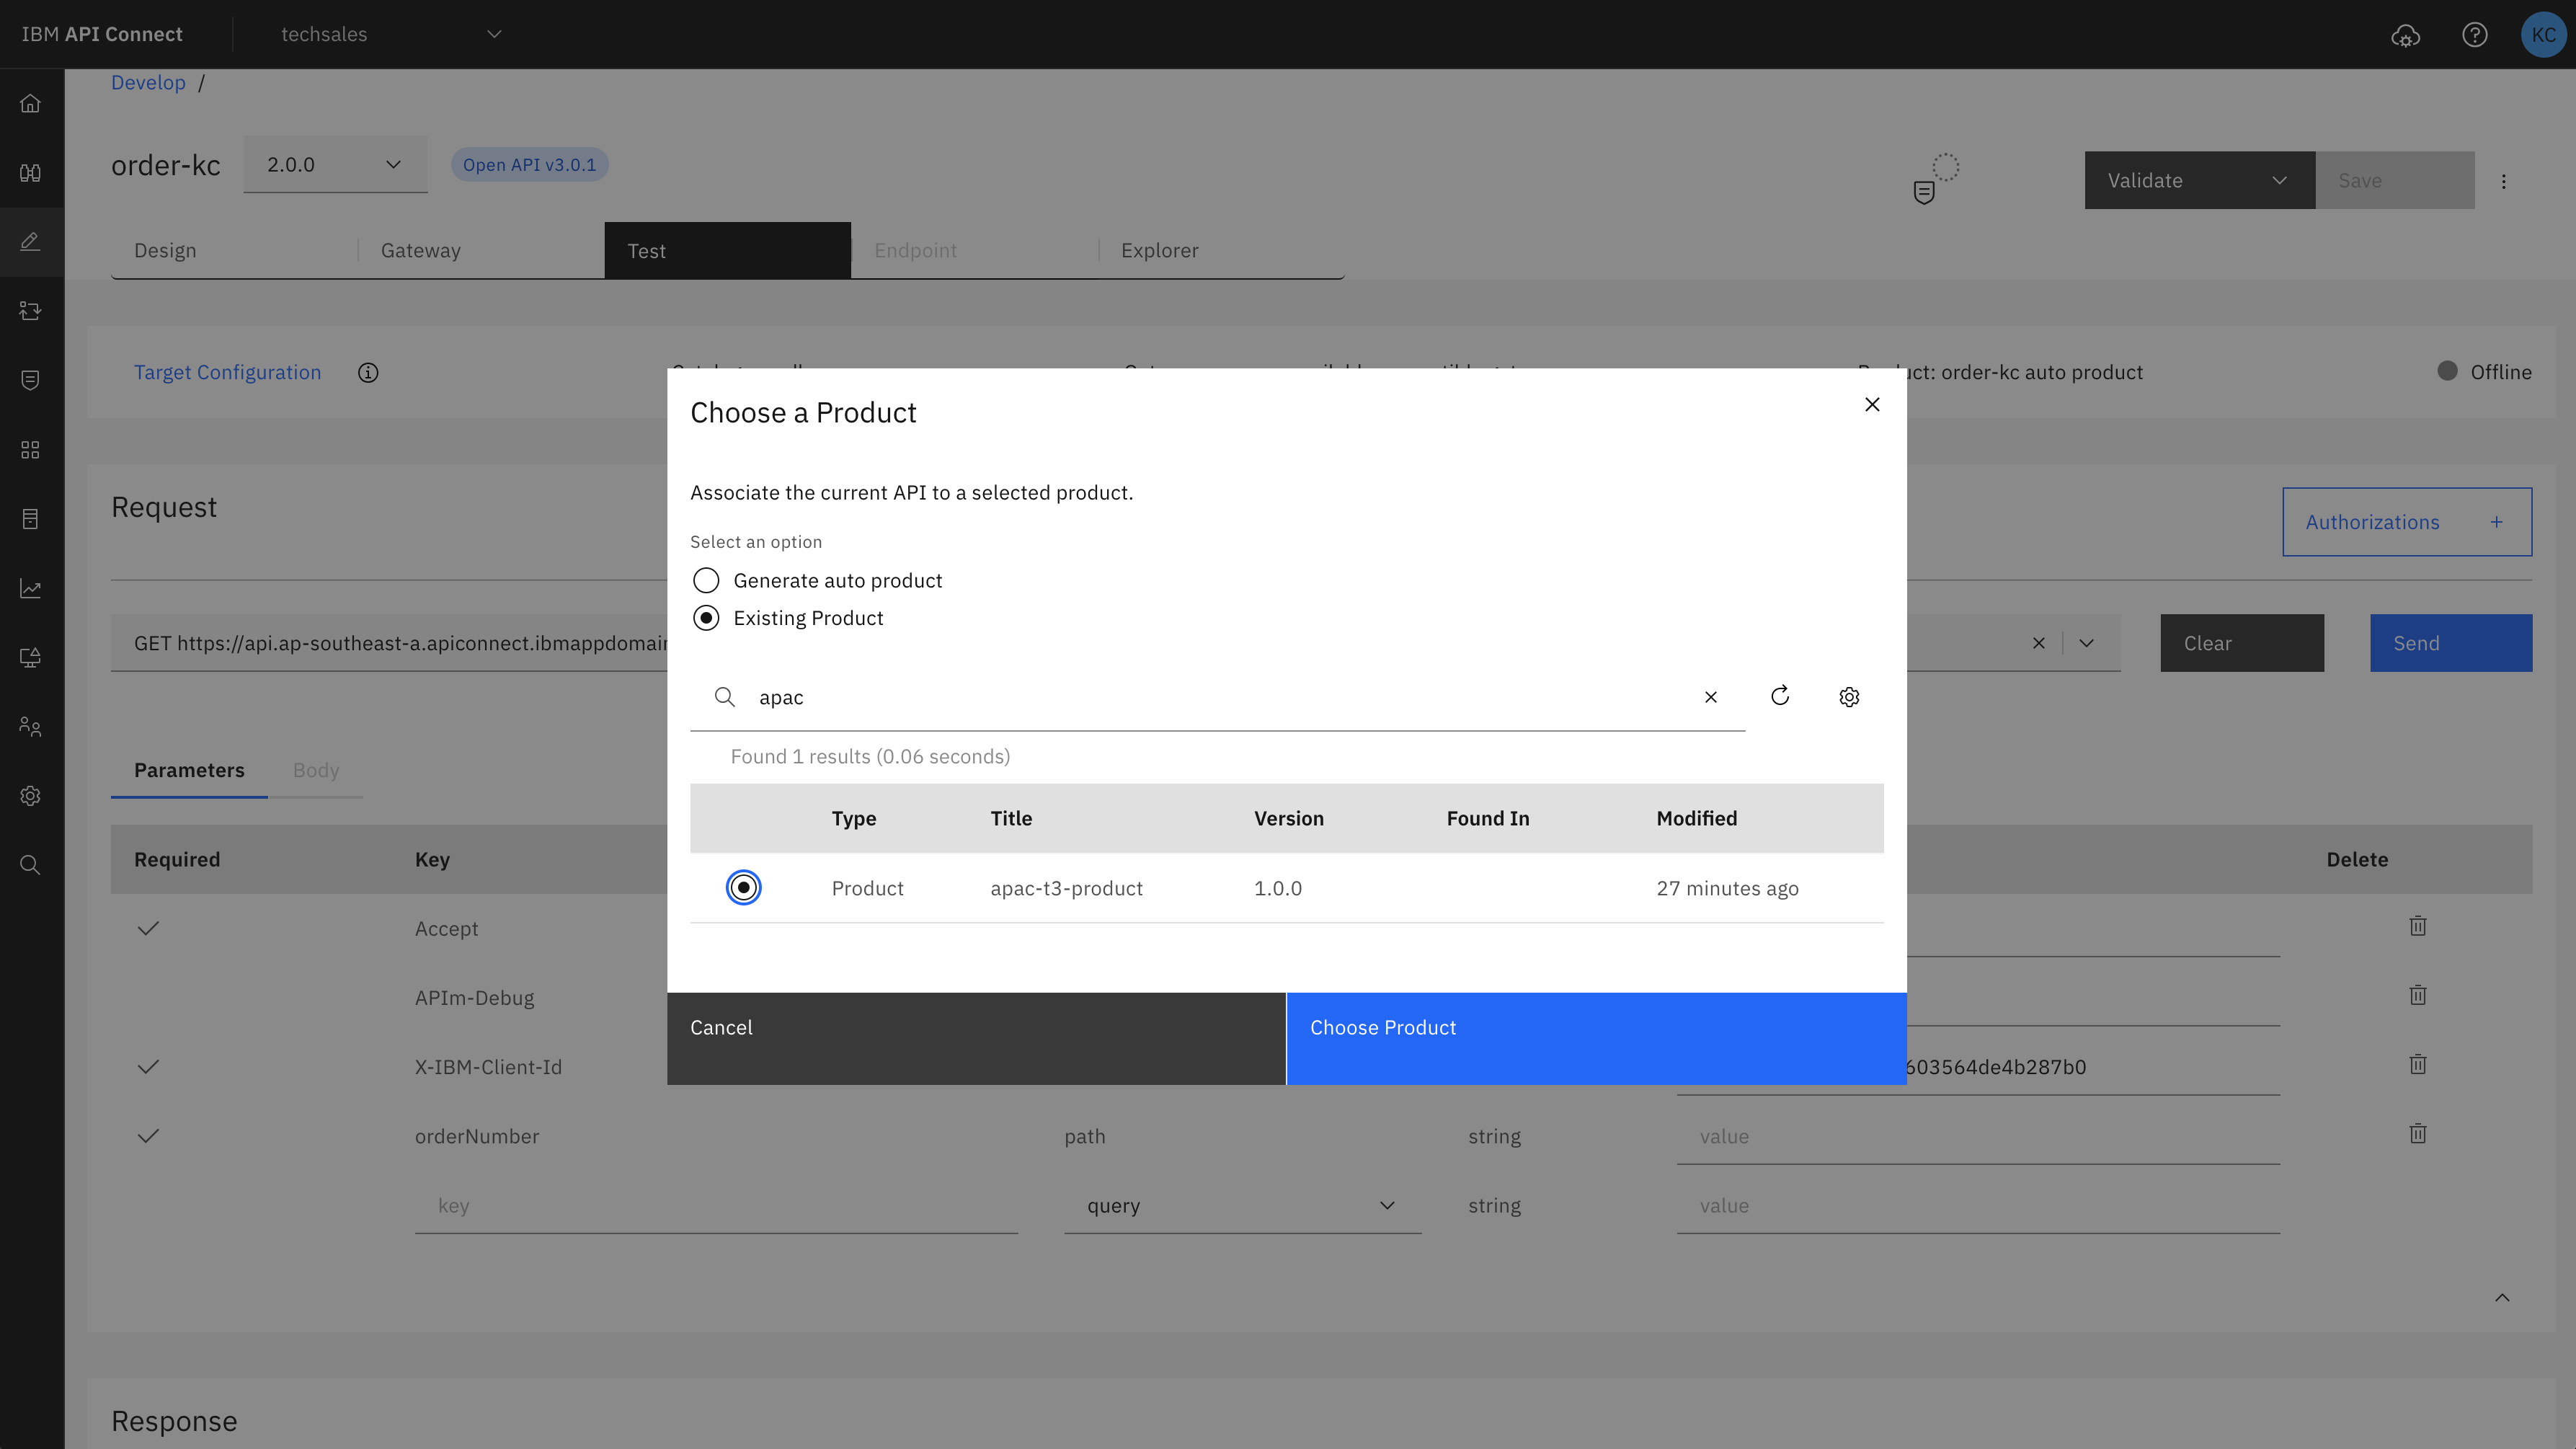 IBM API Connect
techsales
KC
Develop /
order-kc
2.0.0
Open API v3.0.1
Validate
Save
Design
Gateway
Test
Endpoint
Explorer
Target Configuration
Product: order-kc auto product
Offline
Choose a Product
Associate the current API to a selected product.
Select an option
Generate auto product
Existing Product
apac
Found 1 results (0.06 seconds)
Type Title Version Found In Modified
Product apac-t3-product 1.0.0 27 minutes ago
Cancel
Choose Product
Request
Authorizations +
GET https://api.ap-southeast-a.apiconnect.ibmappdomain
Clear
Send
Parameters
Body
Required Key Delete
Accept
APIm-Debug
X-IBM-Client-Id 603564de4b287b0
orderNumber path string value
key query string value
Response